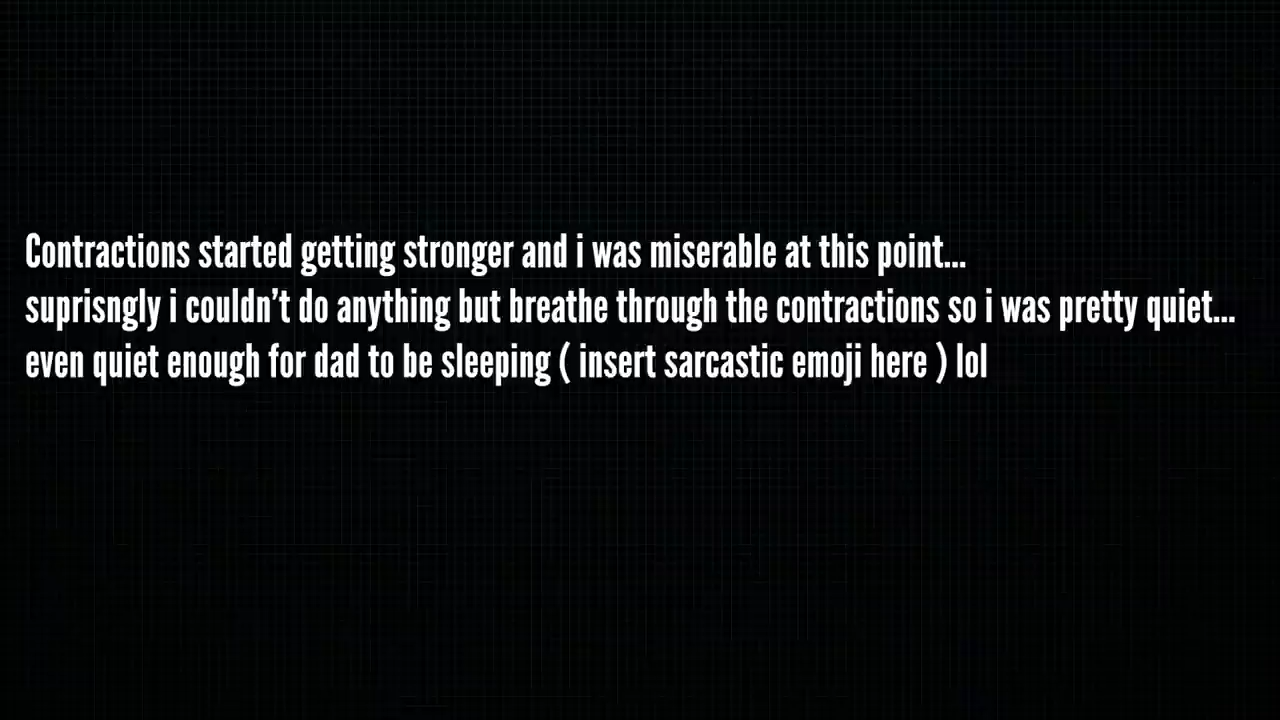 Contractions started getting stronger and i was miserable at this point...
suprisngly i couldn't do anything but breathe through the contractions so i was pretty quiet...
even quiet enough for dad to be sleeping ( insert sarcastic emoji here ) lol